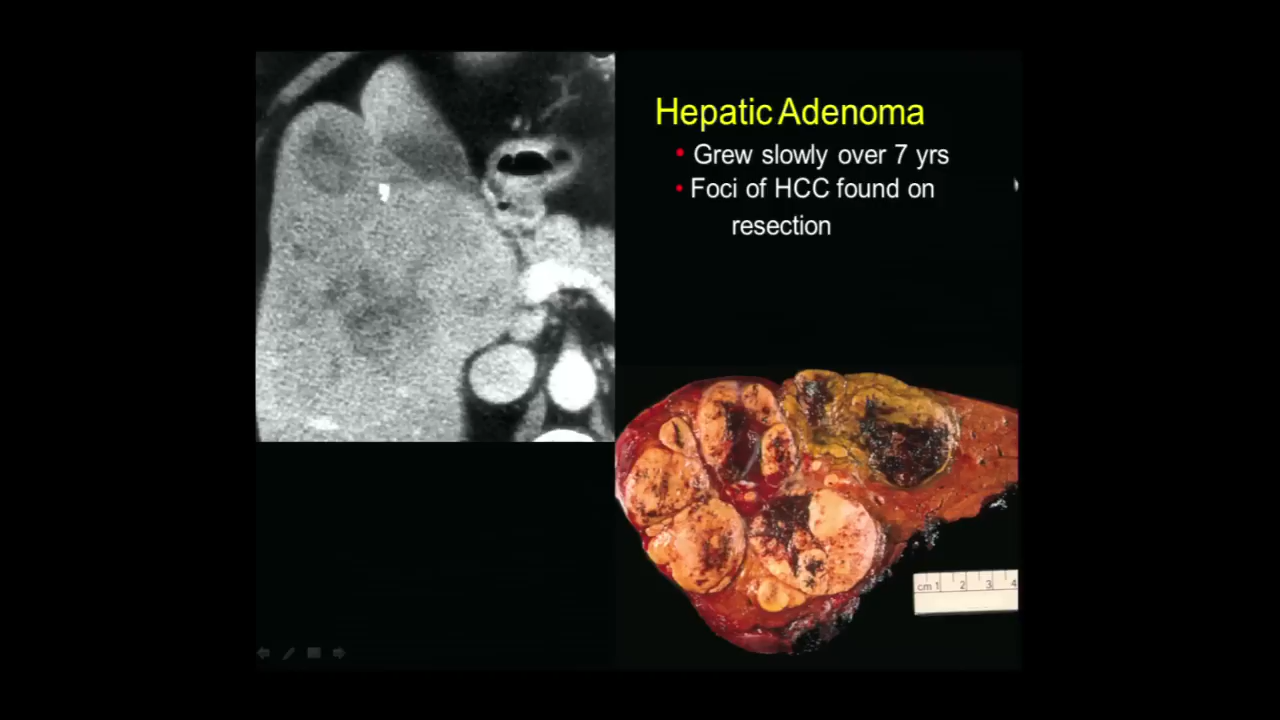 Hepatic Adenoma
• Grew slowly over 7 yrs
• Foci of HCC found on
resection
cm 1 2 3 4